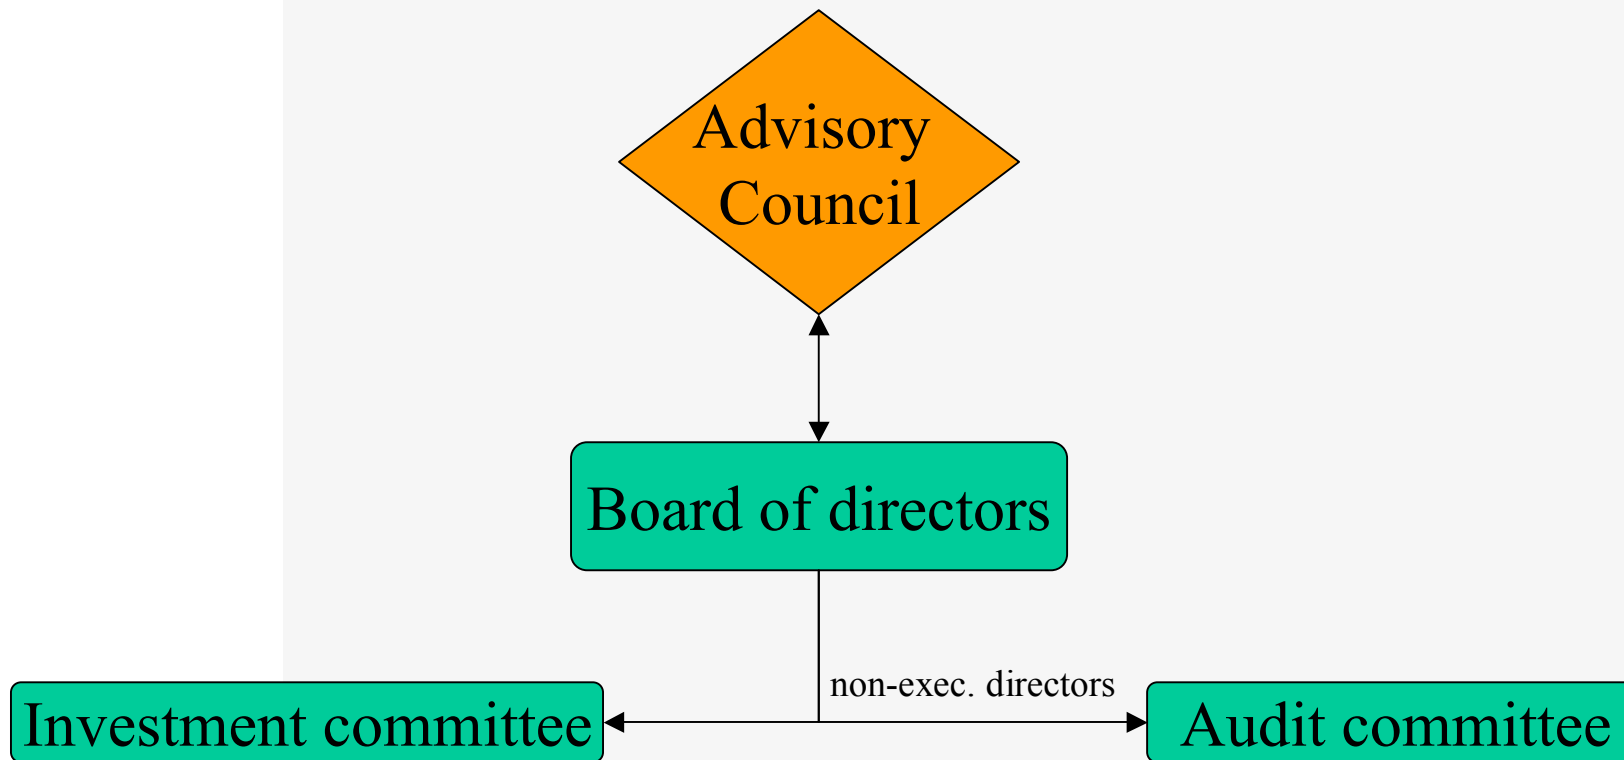 Advisory
Council
Board of directors
non-exec. directors
Investment committee
Audit committee